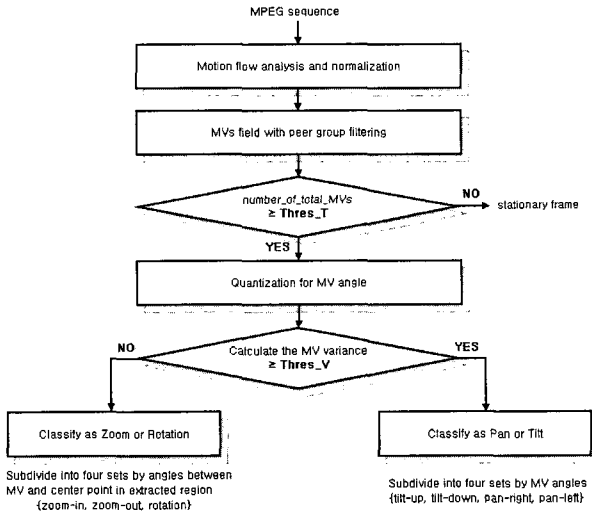 MPEG sequence
Motion flow analysis and normalization
MVs field with peer group filtering
number_of_total_MVs
≥ Thres_T
NO
stationary frame
YES
Quantization for MV angle
NO
Calculate the MV variance
≥ Thres_V
YES
Classify as Zoom or Rotation
Classify as Pan or Tilt
Subdivide into four sets by angles between
MV and center point in extracted region
{zoom-in, zoom-out, rotation}
Subdivide into four sets by MV angles
{tilt-up, tilt-down, pan-right, pan-left}